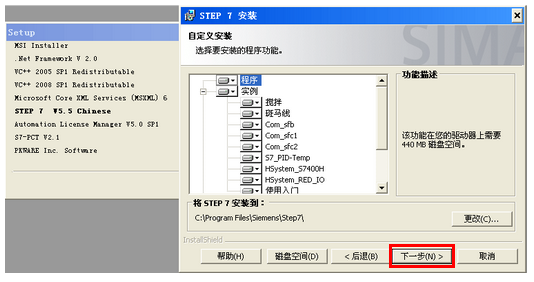 Setup
MSI Installer
.Net Framework V 2.0
VC++ 2005 SP1 Redistributable
VC++ 2008 SP1 Redistributable
Microsoft Core XML Services (MSXML) 6
STEP 7 V5.5 Chinese
Automation License Manager V5.0 SP1
S7-PCT V2.1
PKWARE Inc. Software
STEP 7 安装
自定义安装
选择要安装的程序功能。
SIMA
程序
实例
搅拌
斑马线
Com_sfb
Com_sfc1
Com_sfc2
S7_PID-Temp
HSystem_S7400H
HSystem_RED_IO
使用入门
功能描述
该功能在您的驱动器上需要
440 MB 磁盘空间。
将 STEP 7 安装到：
C:\Program Files\Siemens\Step7\
更改(C)...
InstallShield
帮助(H)
磁盘空间(D)
< 后退(B)
下一步(N) >
取消